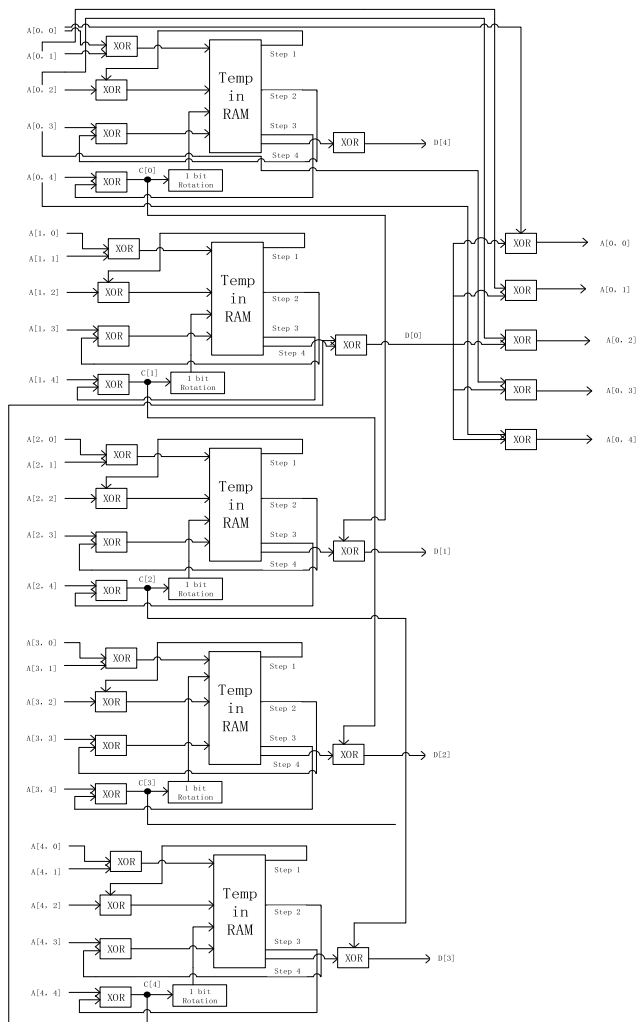 A[0, 0]
XOR
Step 1
A[0, 1]
Temp in RAM
A[0, 2]
XOR
Step 2
A[0, 3]
XOR
Step 3
XOR
D[4]
Step 4
A[0, 4]
XOR
C[0]
1 bit Rotation
A[1, 0]
XOR
Step 1
A[1, 1]
Temp in RAM
A[1, 2]
XOR
Step 2
A[1, 3]
XOR
Step 3
XOR
D[0]
Step 4
A[1, 4]
XOR
C[1]
1 bit Rotation
XOR
A[0, 0]
XOR
A[0, 1]
XOR
A[0, 2]
XOR
A[0, 3]
XOR
A[0, 4]
A[2, 0]
XOR
Step 1
A[2, 1]
Temp in RAM
A[2, 2]
XOR
Step 2
A[2, 3]
XOR
Step 3
XOR
D[1]
Step 4
A[2, 4]
XOR
C[2]
1 bit Rotation
A[3, 0]
XOR
Step 1
A[3, 1]
Temp in RAM
A[3, 2]
XOR
Step 2
A[3, 3]
XOR
Step 3
XOR
D[2]
Step 4
A[3, 4]
XOR
C[3]
1 bit Rotation
A[4, 0]
XOR
Step 1
A[4, 1]
Temp in RAM
A[4, 2]
XOR
Step 2
A[4, 3]
XOR
Step 3
XOR
D[3]
Step 4
A[4, 4]
XOR
C[4]
1 bit Rotation